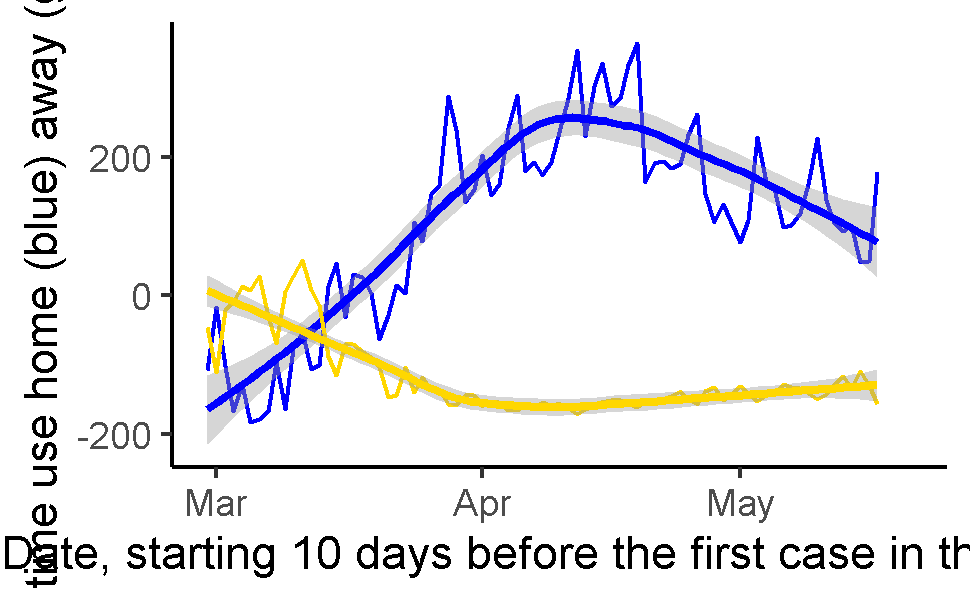 time use home (blue) away (
200
0
-200
Mar Apr May
Date, starting 10 days before the first case in th